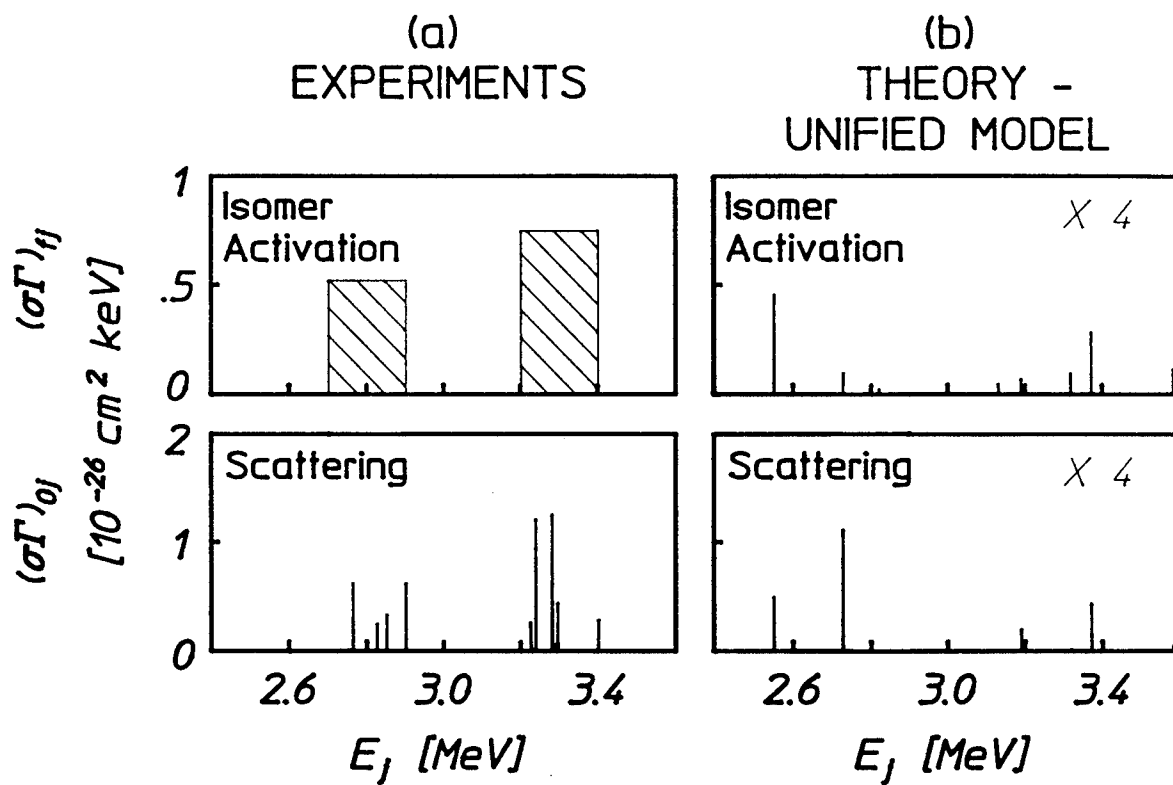 (a)
EXPERIMENTS
(b)
THEORY -
UNIFIED MODEL
(σΓ)fj
(σΓ)0j
[10⁻²⁶ cm² keV]
1
.5
0
Isomer
Activation
Isomer
Activation
X 4
2
1
0
Scattering
Scattering
X 4
2.6 3.0 3.4
2.6 3.0 3.4
Ej [MeV]
Ej [MeV]